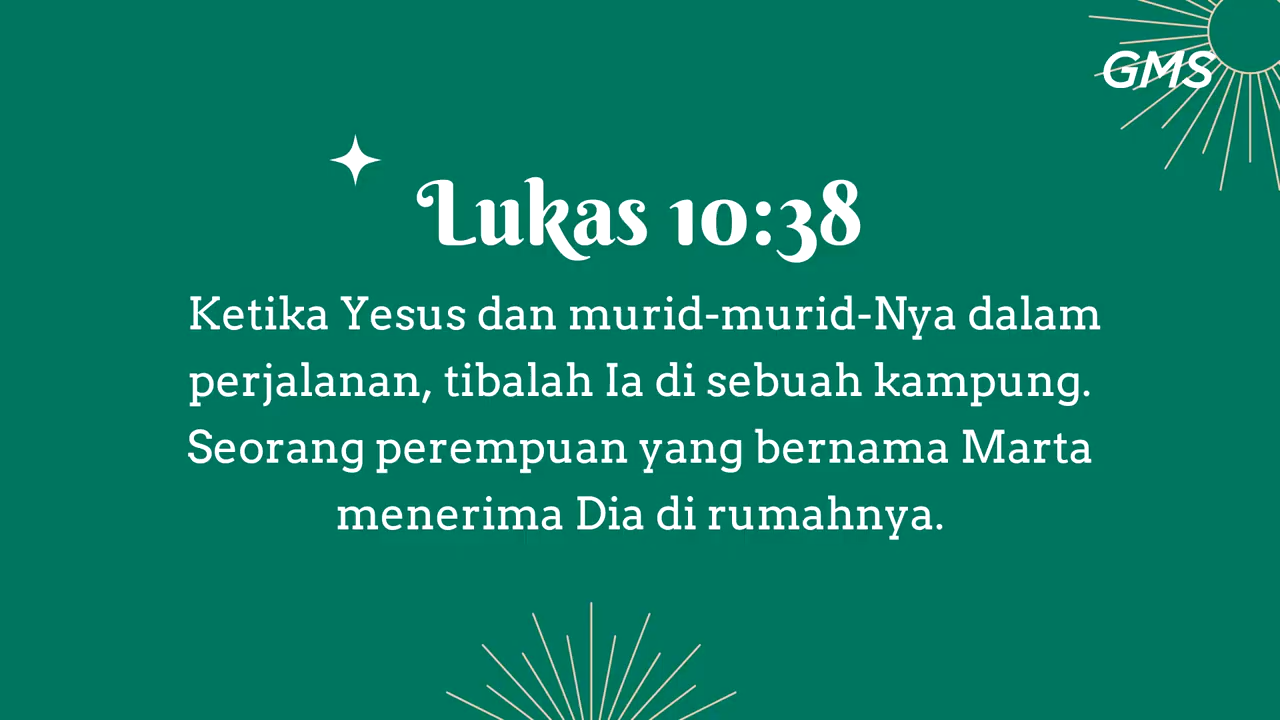 GMS
Lukas 10:38
Ketika Yesus dan murid-murid-Nya dalam
perjalanan, tibalah Ia di sebuah kampung.
Seorang perempuan yang bernama Marta
menerima Dia di rumahnya.